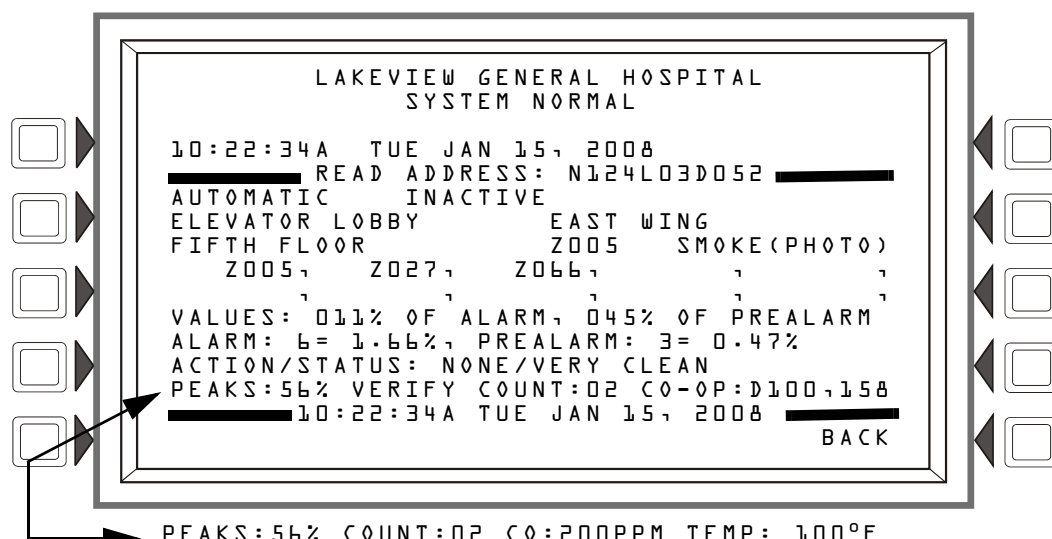 LAKEVIEW GENERAL HOSPITAL
SYSTEM NORMAL
10:22:34A TUE JAN 15, 2008
READ ADDRESS: N124L03D052
AUTOMATIC INACTIVE
ELEVATOR LOBBY EAST WING
FIFTH FLOOR Z005 SMOKE(PHOTO)
Z005, Z027, Z066, , ,
, , , , ,
VALUES: 011% OF ALARM, 045% OF PREALARM
ALARM: 6= 1.66%, PREALARM: 3= 0.47%
ACTION/STATUS: NONE/VERY CLEAN
PEAKS:56% VERIFY COUNT:02 CO-OP:D100,158
10:22:34A TUE JAN 15, 2008
BACK
PEAKS:56% COUNT:02 CO:200PPM TEMP: 100°F